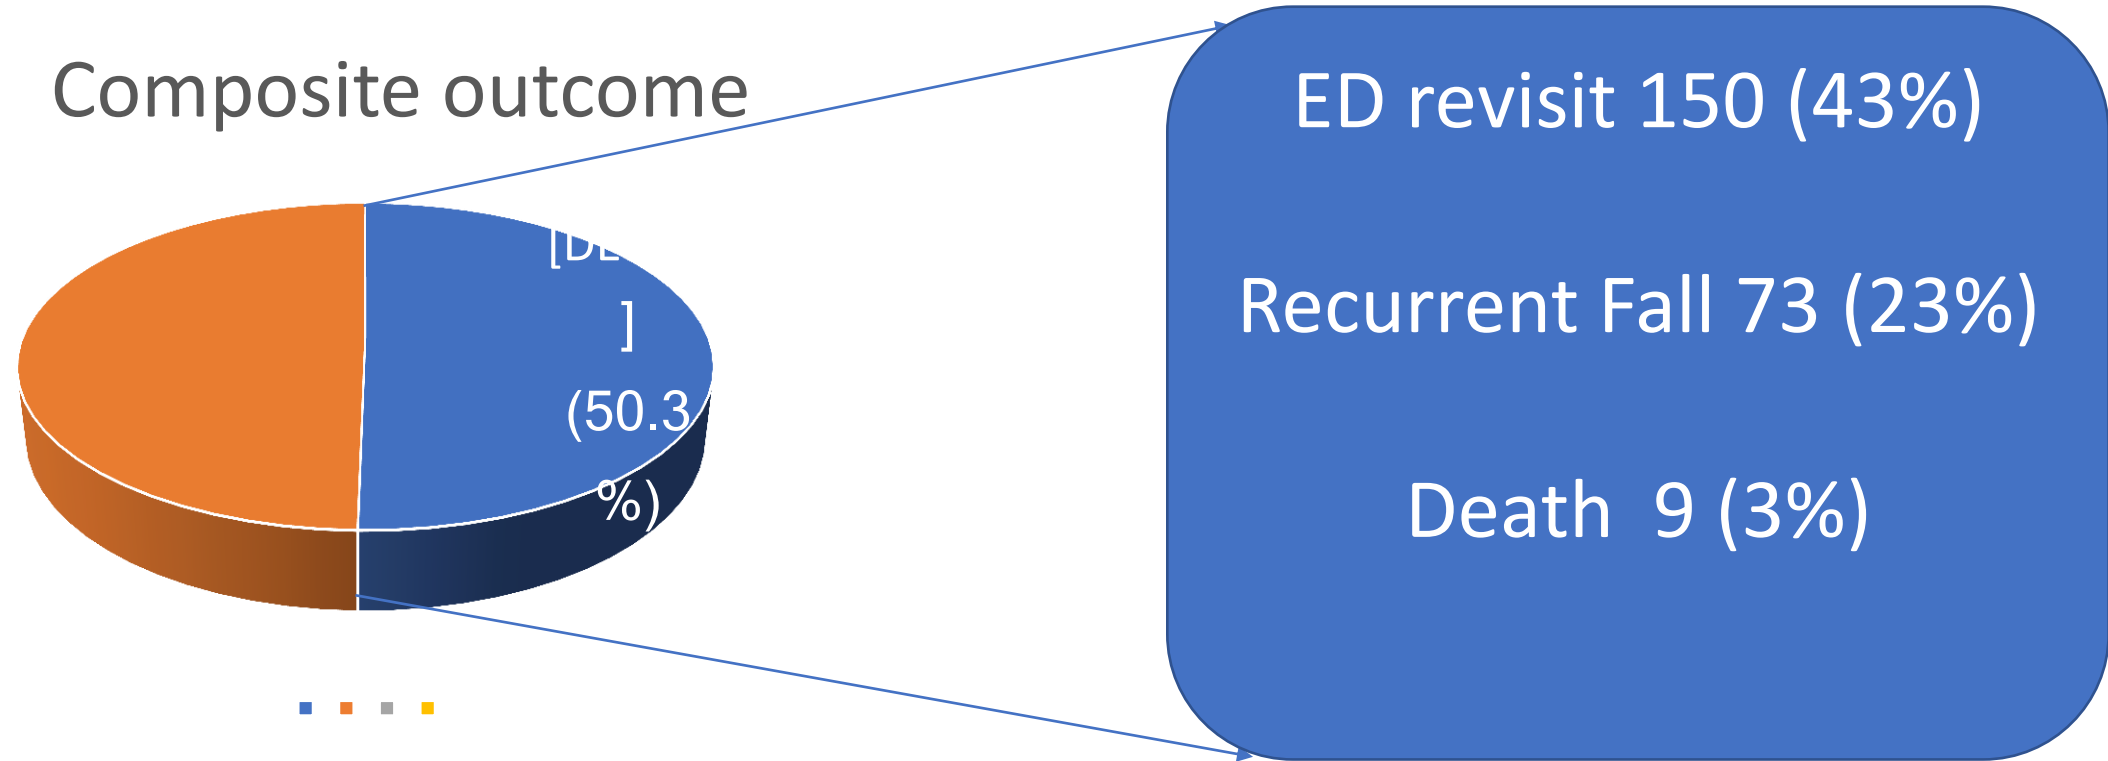 Composite outcome
]
(50.3
%)
ED revisit 150 (43%)
Recurrent Fall 73 (23%)
Death 9 (3%)